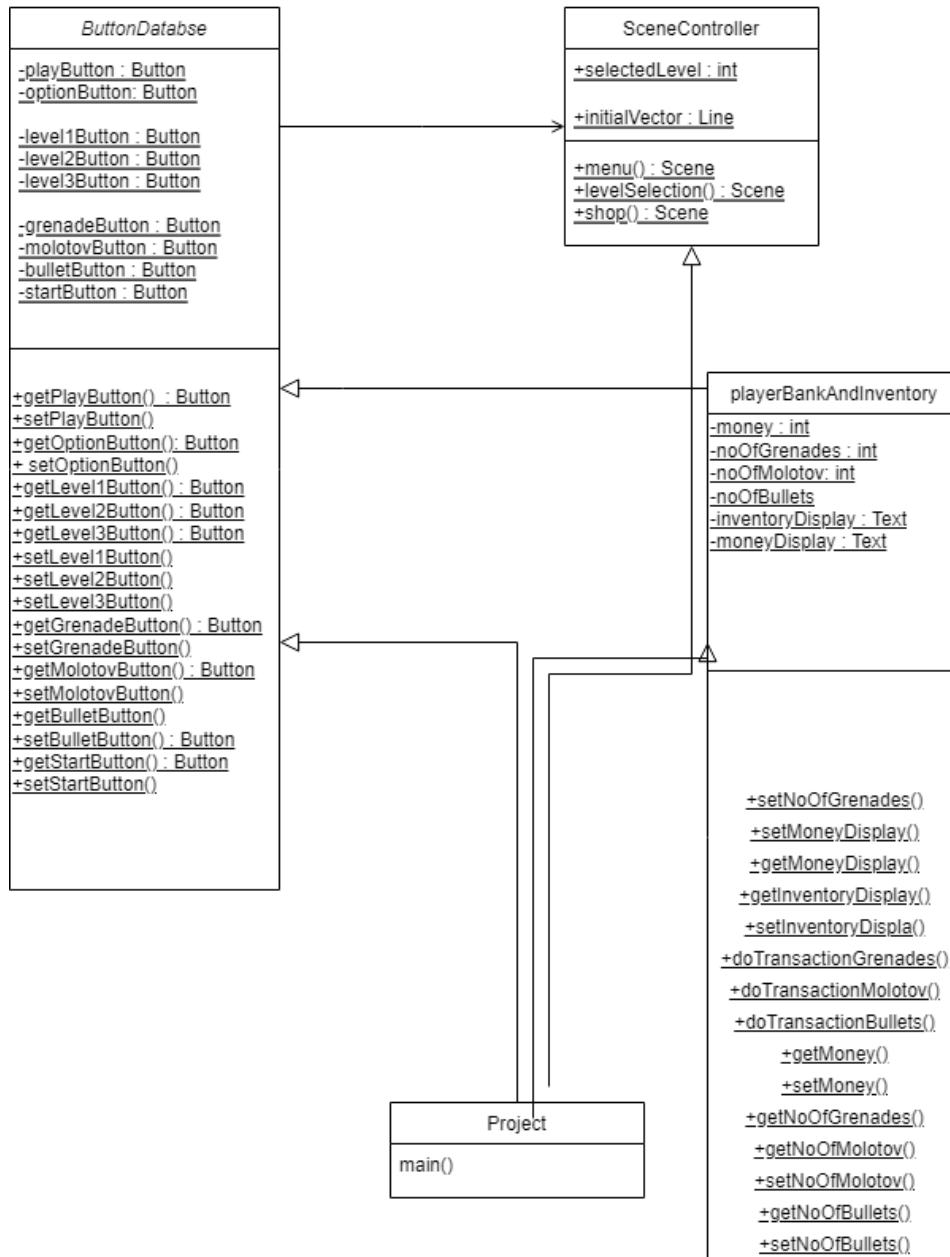 ButtonDatabse
-playButton : Button
-optionButton: Button
-level1Button : Button
-level2Button : Button
-level3Button : Button
-grenadeButton : Button
-molotovButton : Button
-bulletButton : Button
-startButton : Button
+getPlayButton() : Button
+setPlayButton()
+getOptionButton(): Button
+ setOptionButton()
+getLevel1Button() : Button
+getLevel2Button() : Button
+getLevel3Button() : Button
+setLevel1Button()
+setLevel2Button()
+setLevel3Button()
+getGrenadeButton() : Button
+setGrenadeButton()
+getMolotovButton() : Button
+setMolotovButton()
+getBulletButton()
+setBulletButton() : Button
+getStartButton() : Button
+setStartButton()
SceneController
+selectedLevel : int
+initialVector : Line
+menu() : Scene
+levelSelection() : Scene
+shop() : Scene
playerBankAndInventory
-money : int
-noOfGrenades : int
-noOfMolotov: int
-noOfBullets
-inventoryDisplay : Text
-moneyDisplay : Text
+setNoOfGrenades()
+setMoneyDisplay()
+getMoneyDisplay()
+getInventoryDisplay()
+setInventoryDispla()
+doTransactionGrenades()
+doTransactionMolotov()
+doTransactionBullets()
+getMoney()
+setMoney()
+getNoOfGrenades()
+getNoOfMolotov()
+setNoOfMolotov()
+getNoOfBullets()
+setNoOfBullets()
Project
main()